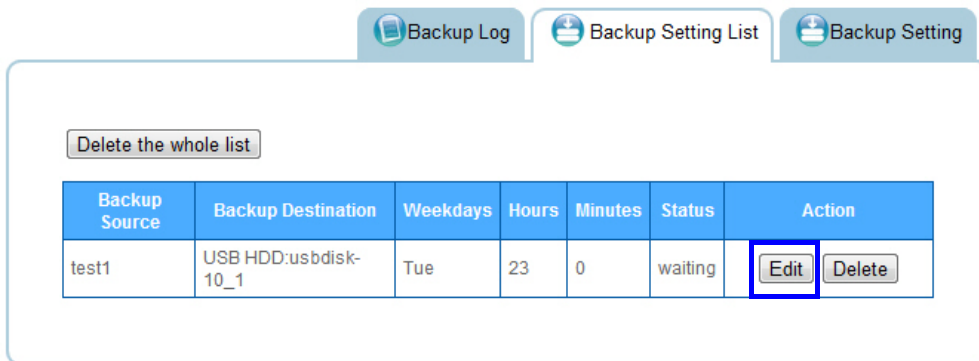 Backup Log Backup Setting List Backup Setting
Delete the whole list
Backup Source Backup Destination Weekdays Hours Minutes Status Action
test1 USB HDD:usbdisk-10_1 Tue 23 0 waiting Edit Delete